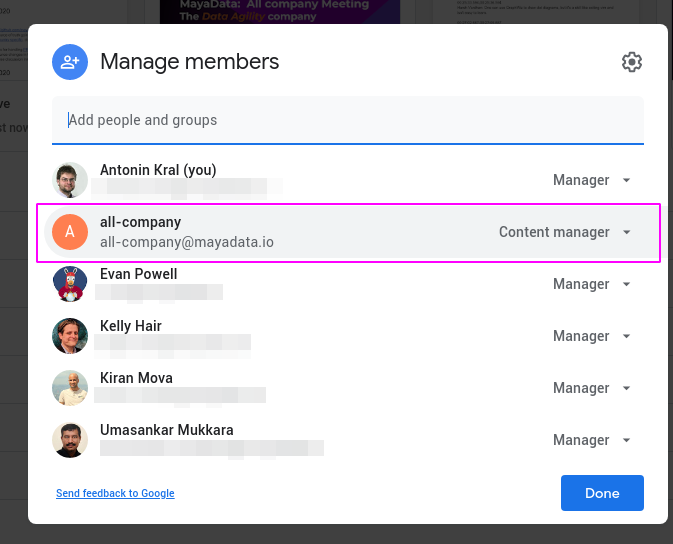 MayaData: All company Meeting
The Data Agility company
Manage members
Add people and groups
Antonin Kral (you)
Manager
A
all-company
all-company@mayadata.io
Content manager
Evan Powell
Manager
Kelly Hair
Manager
Kiran Mova
Manager
Umasankar Mukkara
Manager
Send feedback to Google
Done